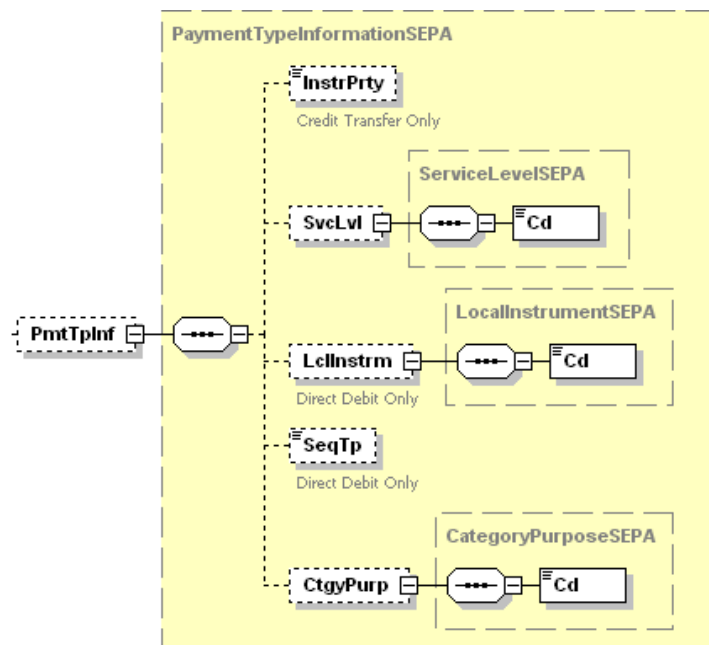 PaymentTypeInformationSEPA
InstrPrty
Credit Transfer Only
ServiceLevelSEPA
SvcLvl
Cd
LocalInstrumentSEPA
PmtTpInf
LclInstrm
Cd
Direct Debit Only
SeqTp
Direct Debit Only
CategoryPurposeSEPA
CtgyPurp
Cd